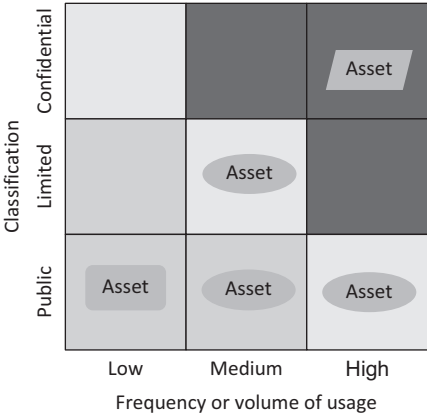 Classification
Confidential
Asset
Limited
Asset
Public
Asset
Asset
Asset
Low
Medium
High
Frequency or volume of usage